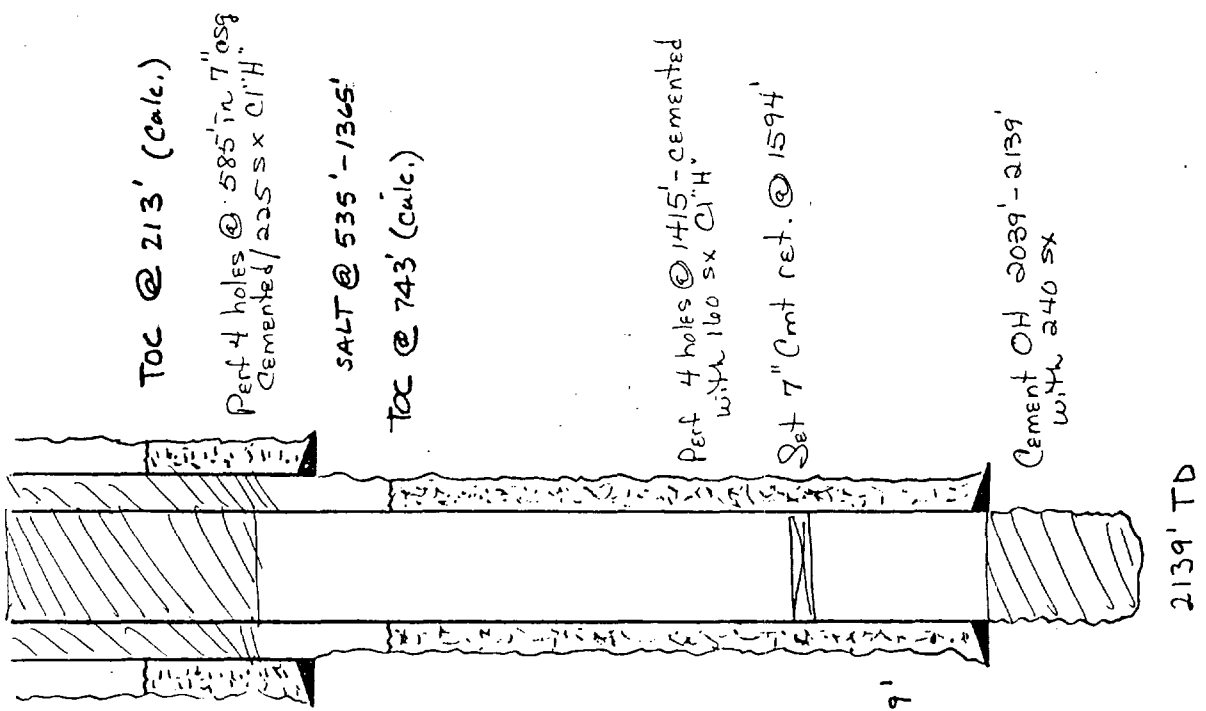 TOC @ 213' (Calc.)
Perf 4 holes @ 585' in 7" csg
Cemented / 225 sx Cl "H"
SALT @ 535'-1365'
TOC @ 743' (Calc.)
Perf 4 holes @ 1415' - cemented
with 160 sx Cl "H"
Set 7" Cmt ret. @ 1594'
Cement OH 2039'-2139'
with 240 sx
2139' TD
9'